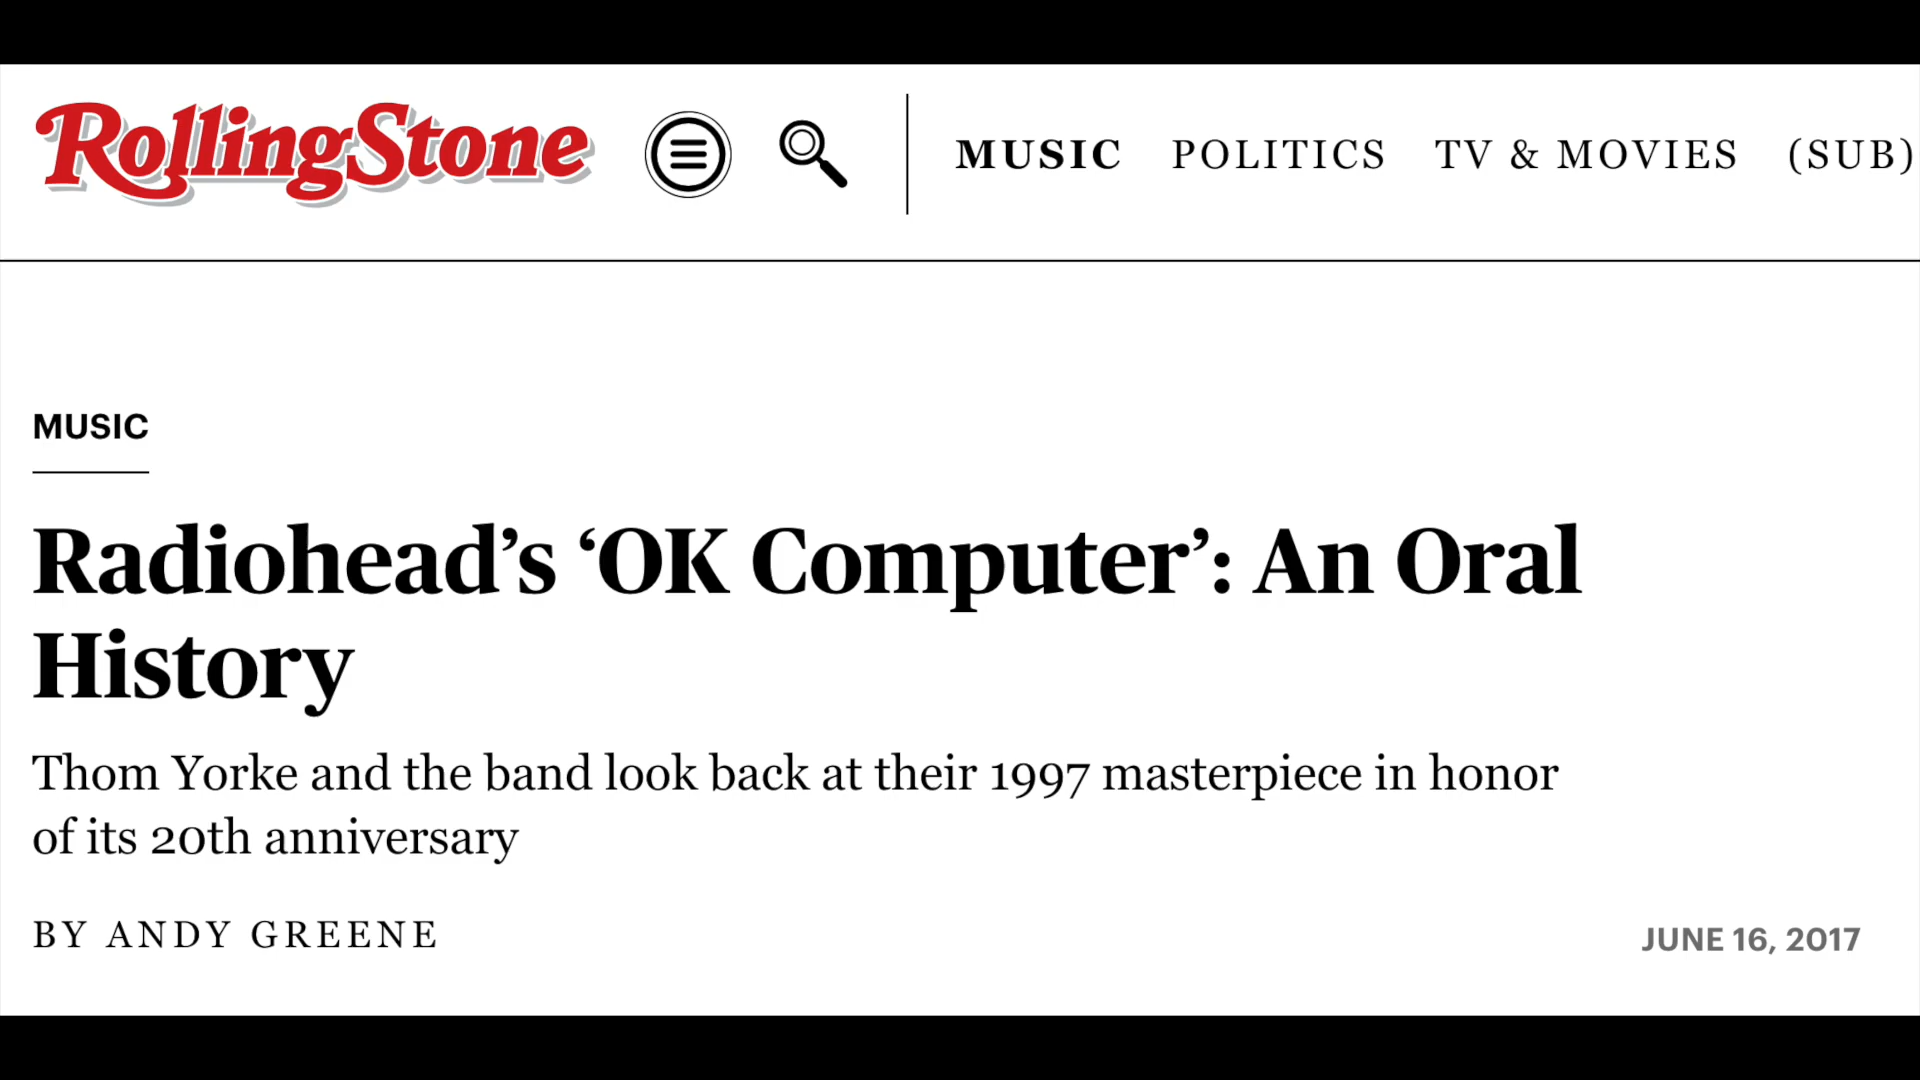 RollingStone
MUSIC POLITICS TV & MOVIES (SUB)
MUSIC
Radiohead’s ‘OK Computer’: An Oral
History
Thom Yorke and the band look back at their 1997 masterpiece in honor
of its 20th anniversary
BY ANDY GREENE
JUNE 16, 2017